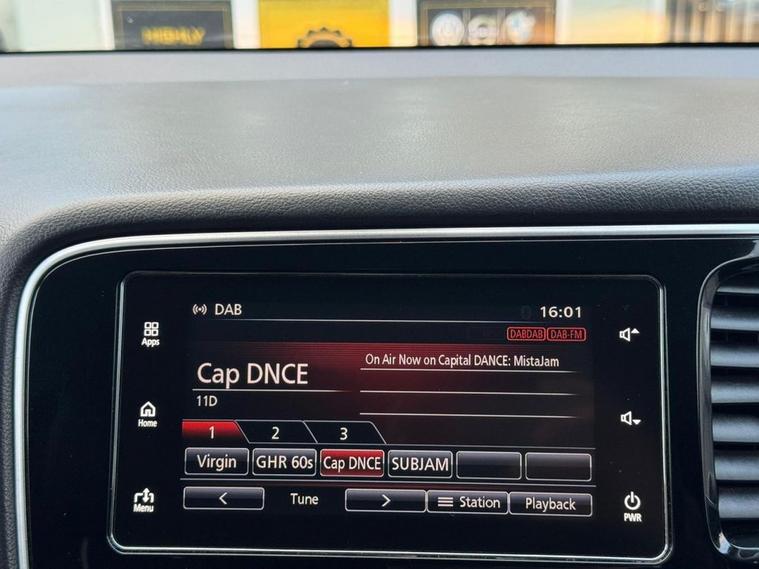 HIGHLY
DAB
16:01
DABDAB DAB-FM
Apps
On Air Now on Capital DANCE: MistaJam
Cap DNCE
11D
Home
1 2 3
Virgin GHR 60s Cap DNCE SUBJAM
Menu
< Tune > Station Playback
PWR